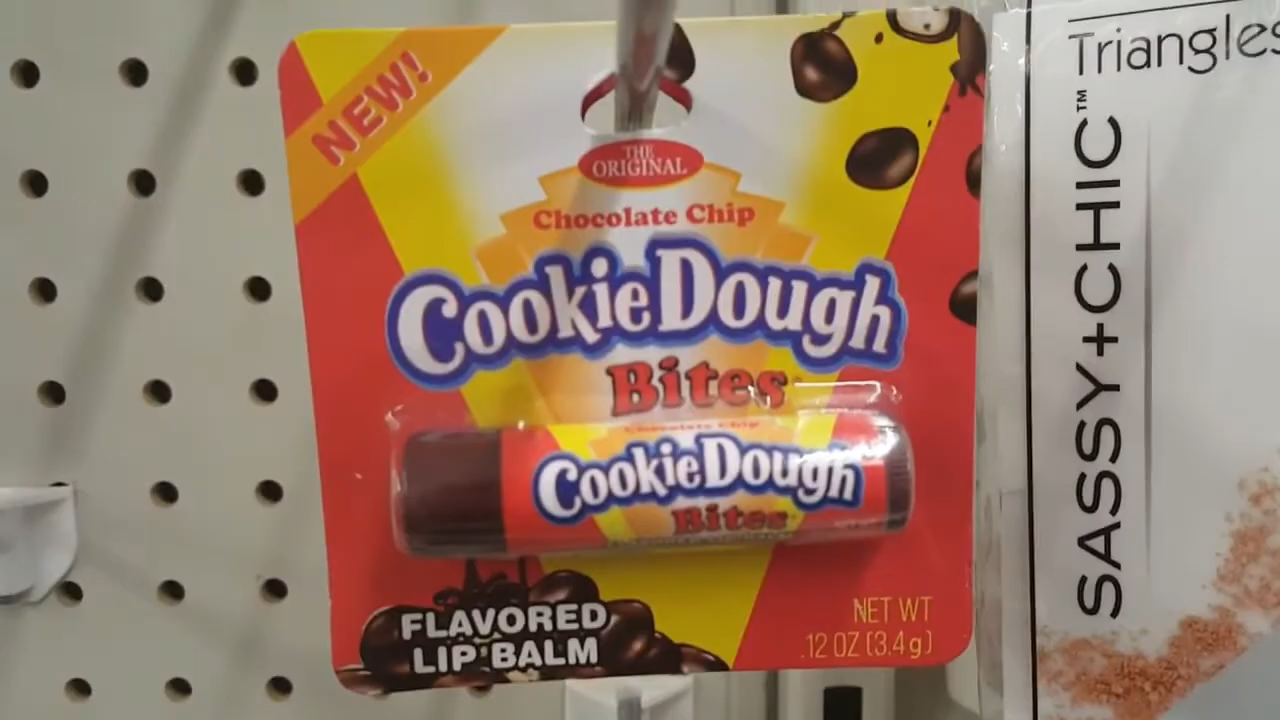 NEW!
THE
ORIGINAL
Chocolate Chip
CookieDough
Bites
Chocolate Chip
CookieDough
Bites
FLAVORED
LIP BALM
NET WT
.12 OZ (3.4g)
Triangles
SASSY+CHIC™